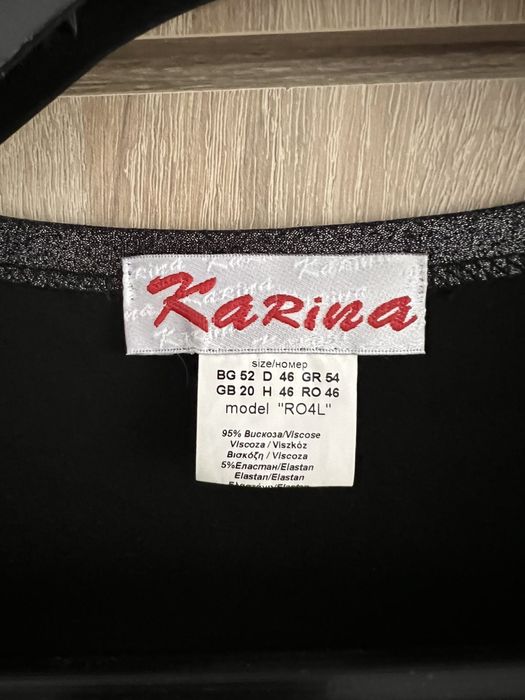 Karina
size/номер
BG 52 D 46 GR 54
GB 20 H 46 RO 46
model "RO4L"
95% Вискоза/Viscose
Viscoza / Viszkóz
Βισκόζη / Viscoza
5%Еластан/Elastan
Elastan/Elastan